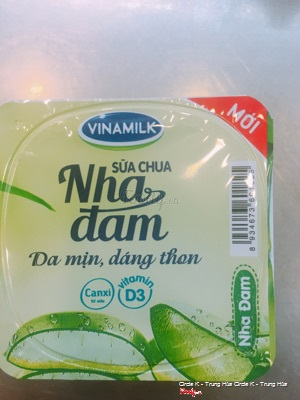 MỚI
VINAMILK
SỮA CHUA
Nha
đam
Da mịn, dáng thon
Canxi
vitamin
D3
Nha Đam
Circle K - Trung Hòa Circle K - Trung Hòa